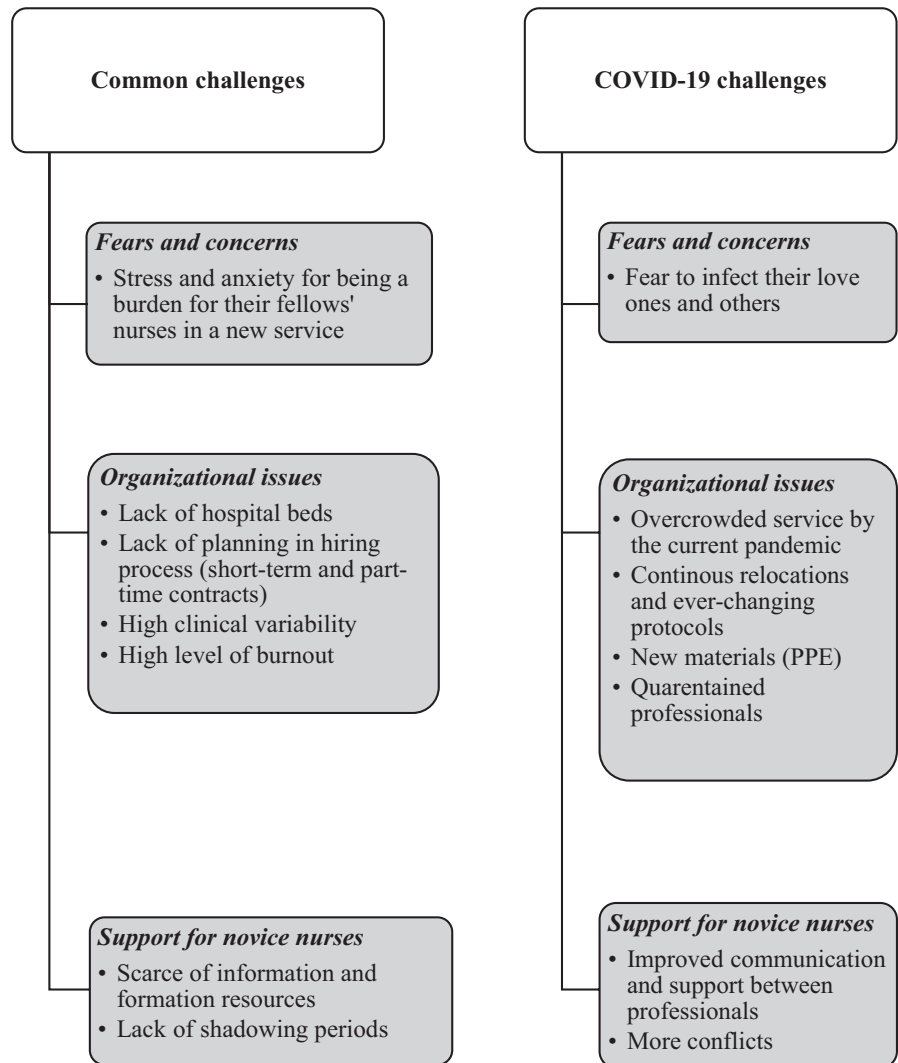 Common challenges
Fears and concerns
• Stress and anxiety for being a
burden for their fellows'
nurses in a new service
Organizational issues
• Lack of hospital beds
• Lack of planning in hiring
process (short-term and part-
time contracts)
• High clinical variability
• High level of burnout
Support for novice nurses
• Scarce of information and
formation resources
• Lack of shadowing periods
COVID-19 challenges
Fears and concerns
• Fear to infect their love
ones and others
Organizational issues
• Overcrowded service by
the current pandemic
• Continous relocations
and ever-changing
protocols
• New materials (PPE)
• Quarentained
professionals
Support for novice nurses
• Improved communication
and support between
professionals
• More conflicts